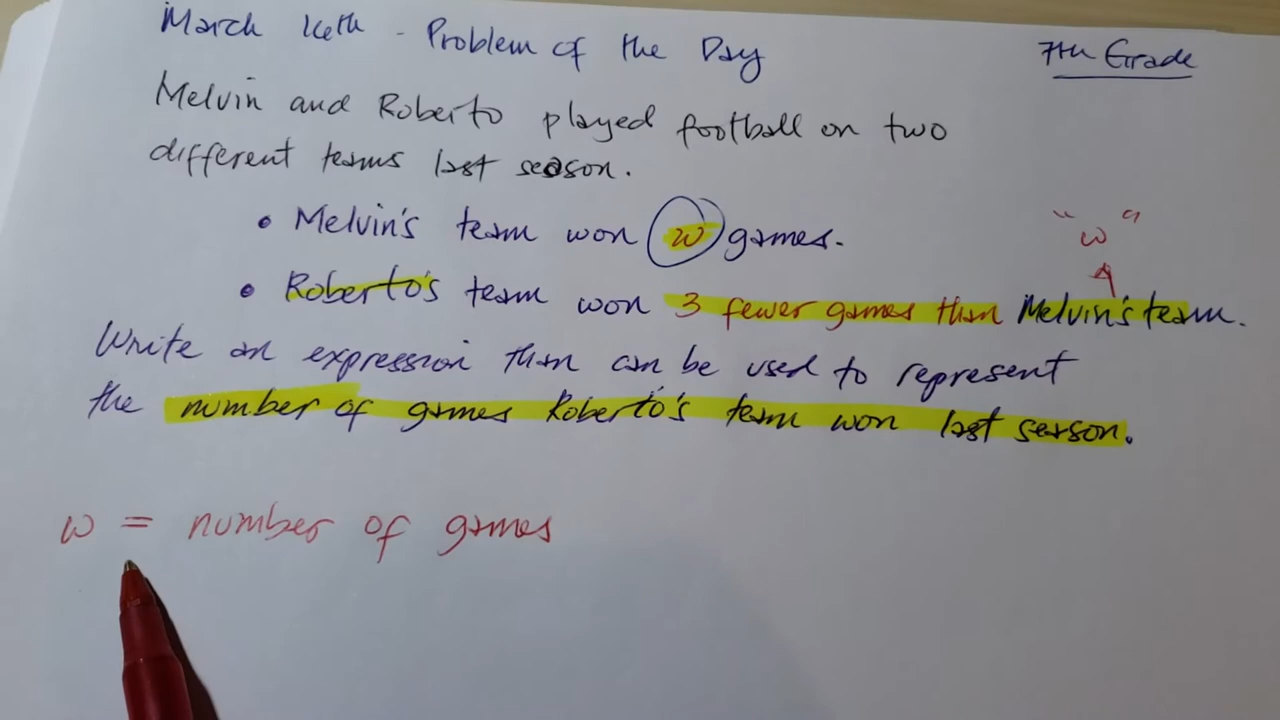 March 16th - Problem of the Day
7th Grade
Melvin and Roberto played football on two
different teams last season.
• Melvin's team won w games.
"w"
• Roberto's team won 3 fewer games than Melvin's team.
Write an expression than can be used to represent
the number of games Roberto's team won last season.
w = number of games